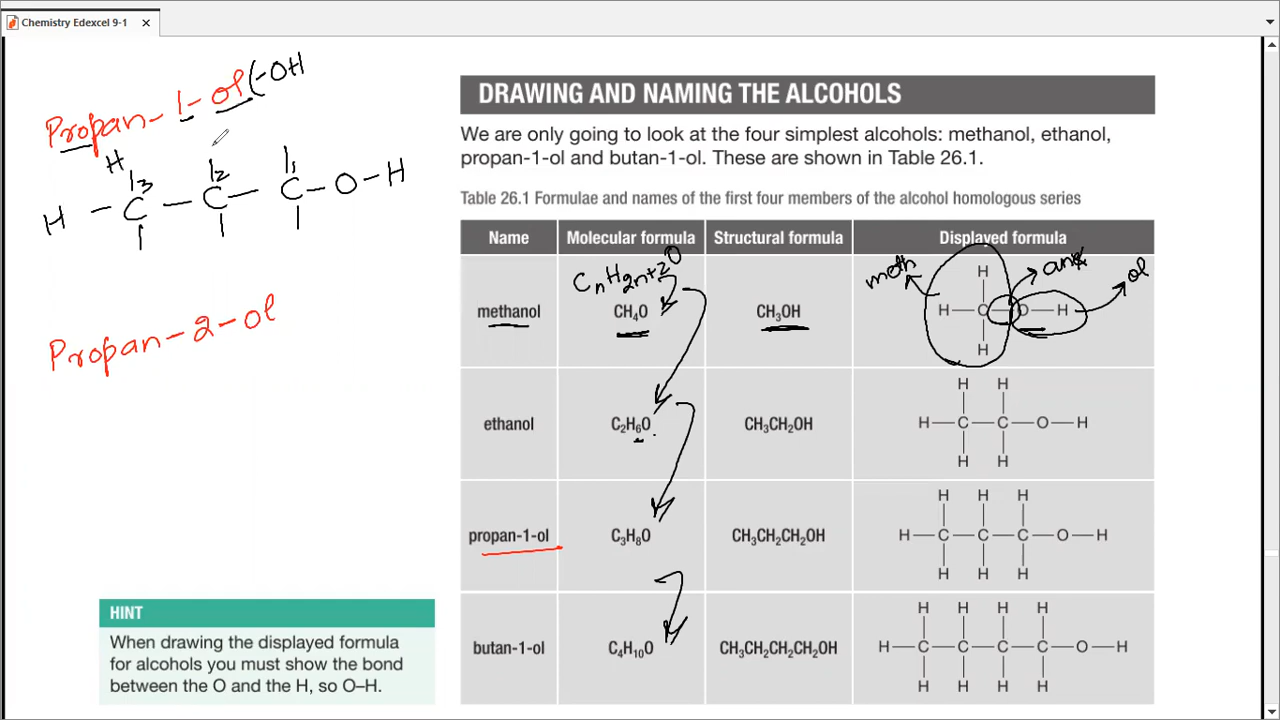 Chemistry Edexcel 9-1
Propan-1-ol (-OH
H
3 2 1
H C C C O H
Propan-2-ol
HINT
When drawing the displayed formula
for alcohols you must show the bond
between the O and the H, so O–H.
DRAWING AND NAMING THE ALCOHOLS
We are only going to look at the four simplest alcohols: methanol, ethanol,
propan-1-ol and butan-1-ol. These are shown in Table 26.1.
Table 26.1 Formulae and names of the first four members of the alcohol homologous series
Name Molecular formula Structural formula Displayed formula
CnH2n+2O meth ane ol
H
methanol CH₄O CH₃OH H C O H
H
H H
ethanol C₂H₆O CH₃CH₂OH H C C O H
H H
H H H
propan-1-ol C₃H₈O CH₃CH₂CH₂OH H C C C O H
H H H
H H H H
butan-1-ol C₄H₁₀O CH₃CH₂CH₂CH₂OH H C C C C O H
H H H H